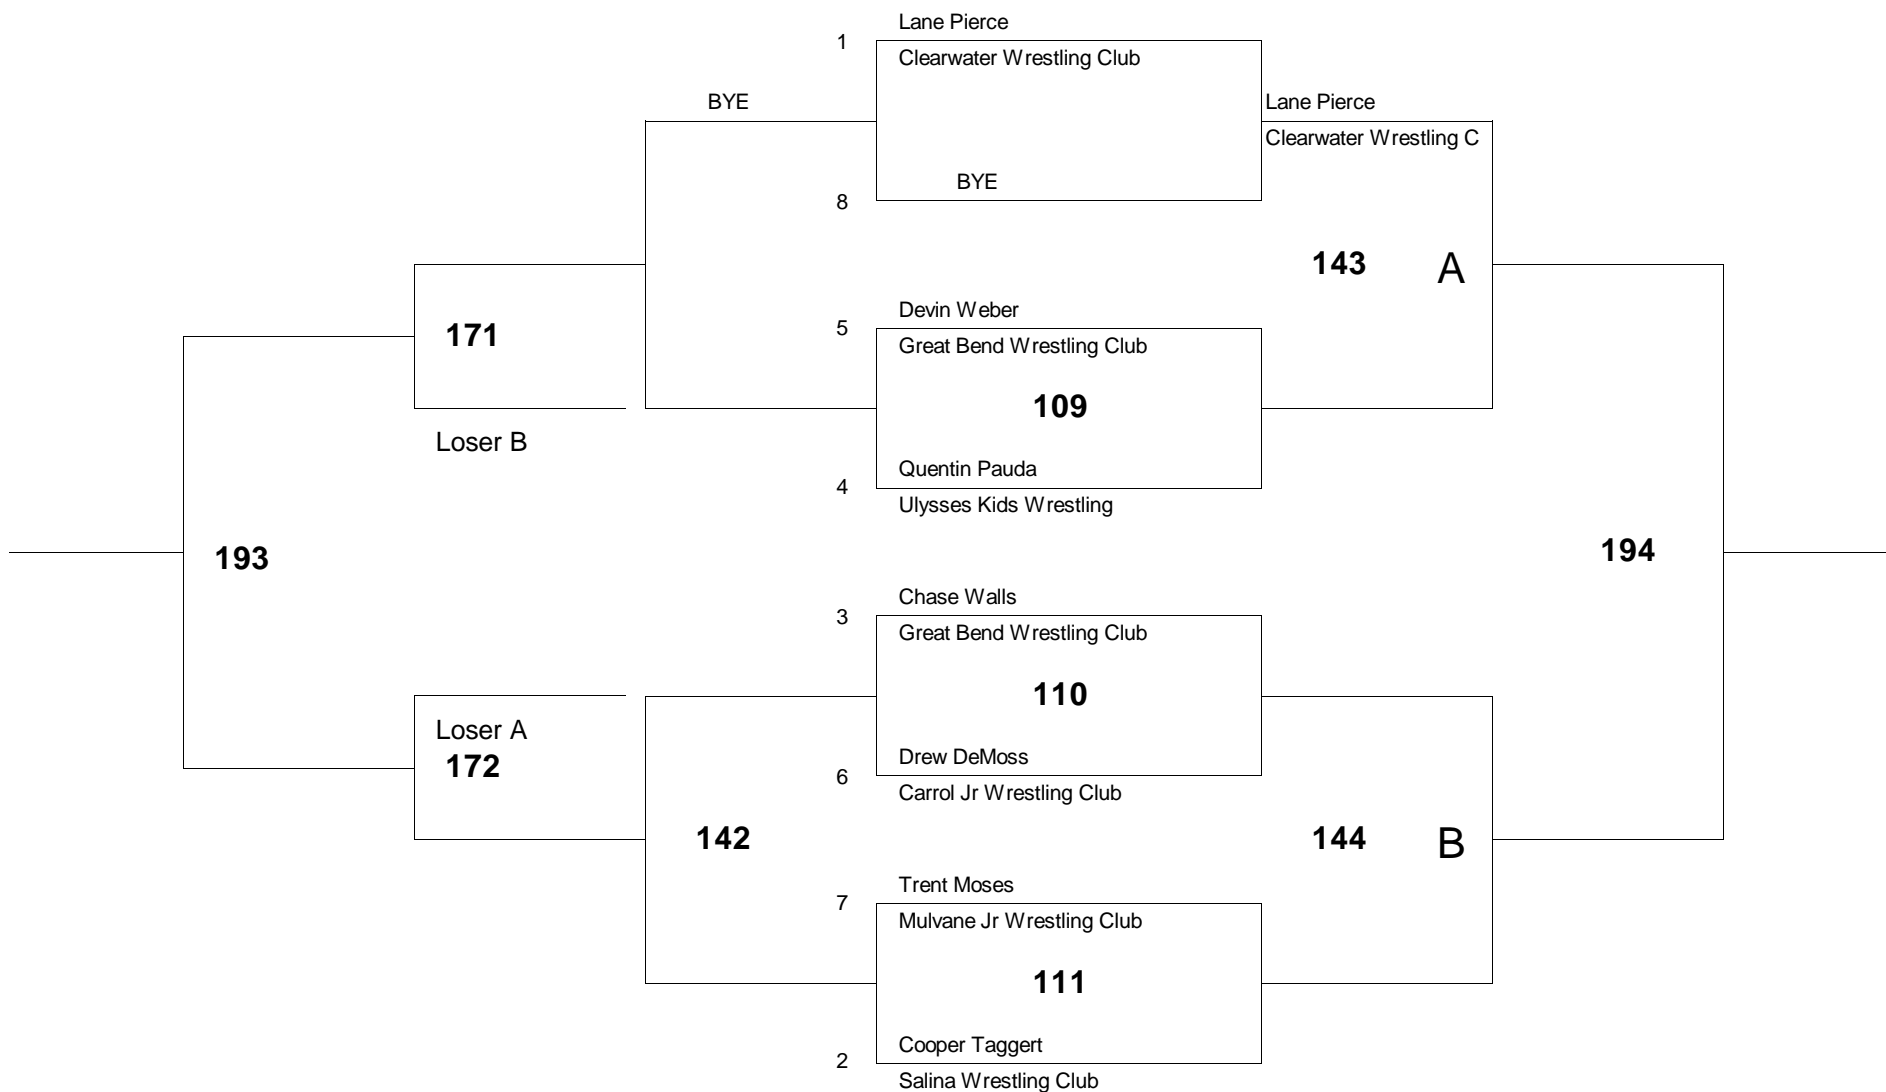 Lane Pierce
1
Clearwater Wrestling Club
BYE
Lane Pierce
Clearwater Wrestling C
BYE
8
143
A
Devin Weber
5
171
Great Bend Wrestling Club
109
Loser B
Quentin Pauda
4
Ulysses Kids Wrestling
193
194
Chase Walls
3
Great Bend Wrestling Club
110
Loser A
172
Drew DeMoss
6
Carrol Jr Wrestling Club
142
144
B
Trent Moses
7
Mulvane Jr Wrestling Club
111
Cooper Taggert
2
Salina Wrestling Club